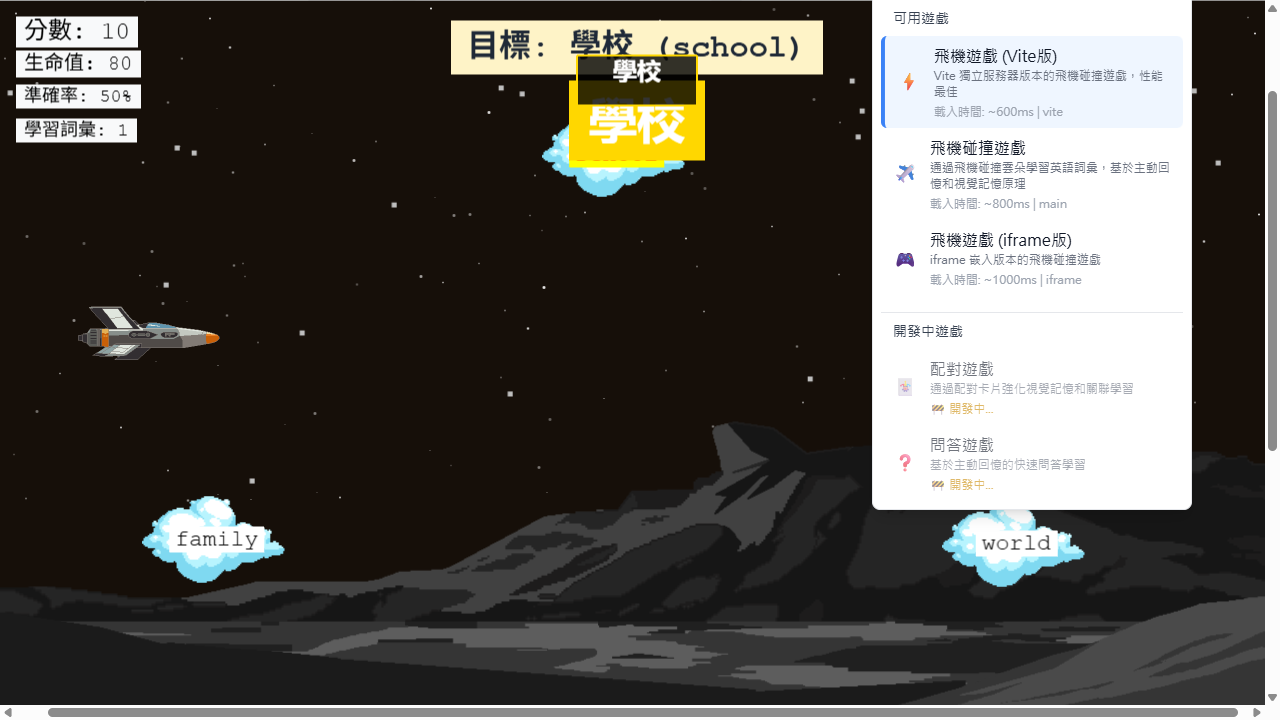 分數: 10
生命值: 80
準確率: 50%
學習詞彙: 1
目標: 學校 (school)
學校
學校
family
world
可用遊戲
飛機遊戲 (Vite版)
Vite 獨立服務器版本的飛機碰撞遊戲，性能
最佳
載入時間: ~600ms | vite
飛機碰撞遊戲
通過飛機碰撞雲朵學習英語詞彙，基於主動回
憶和視覺記憶原理
載入時間: ~800ms | main
飛機遊戲 (iframe版)
iframe 嵌入版本的飛機碰撞遊戲
載入時間: ~1000ms | iframe
開發中遊戲
配對遊戲
通過配對卡片強化視覺記憶和關聯學習
開發中...
問答遊戲
基於主動回憶的快速問答學習
開發中...